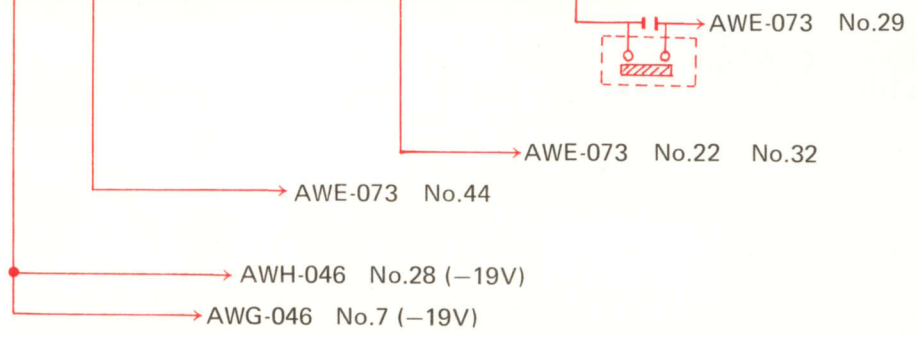 AWE-073 No.29
AWE-073 No.22 No.32
AWE-073 No.44
AWH-046 No.28 (−19V)
AWG-046 No.7 (−19V)